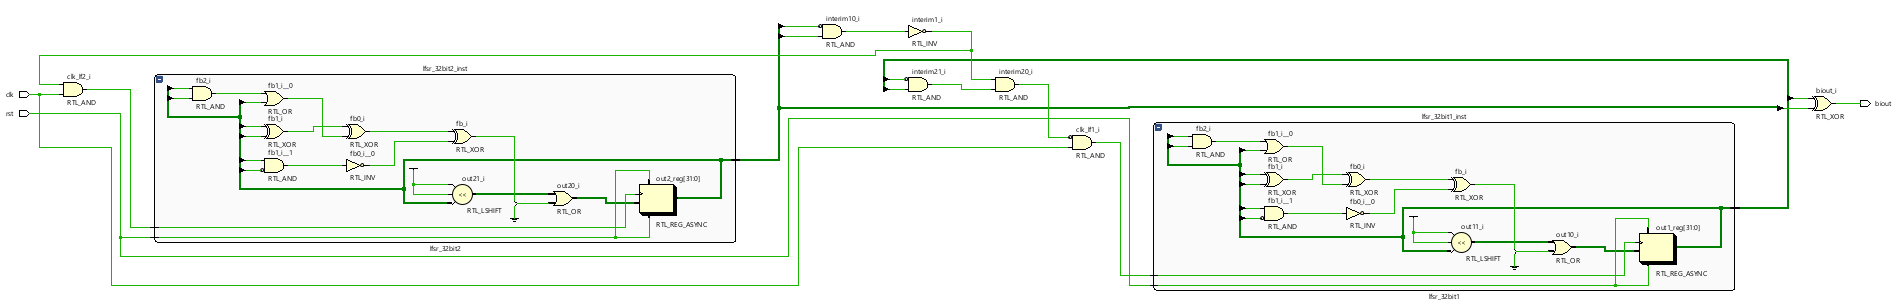 interim10_i
interim1_i
RTL_AND
RTL_INV
lfsr_32bit2_inst
clk_lf2_i
clk
RTL_AND
rst
fb2_i
fb1_i__0
RTL_AND
RTL_OR
fb1_i
fb0_i
fb_i
RTL_XOR
RTL_XOR
RTL_XOR
fb1_i__1
fb0_i__0
RTL_AND
RTL_INV
out21_i
<<
RTL_LSHIFT
out20_i
RTL_OR
out2_reg[31:0]
RTL_REG_ASYNC
lfsr_32bit2
interim21_i
interim20_i
RTL_AND
RTL_AND
clk_lf1_i
RTL_AND
lfsr_32bit1_inst
fb2_i
fb1_i__0
RTL_AND
RTL_OR
fb1_i
fb0_i
fb_i
RTL_XOR
RTL_XOR
RTL_XOR
fb1_i__1
fb0_i__0
RTL_AND
RTL_INV
out11_i
<<
RTL_LSHIFT
out10_i
RTL_OR
out1_reg[31:0]
RTL_REG_ASYNC
lfsr_32bit1
biout_i
biout
RTL_XOR